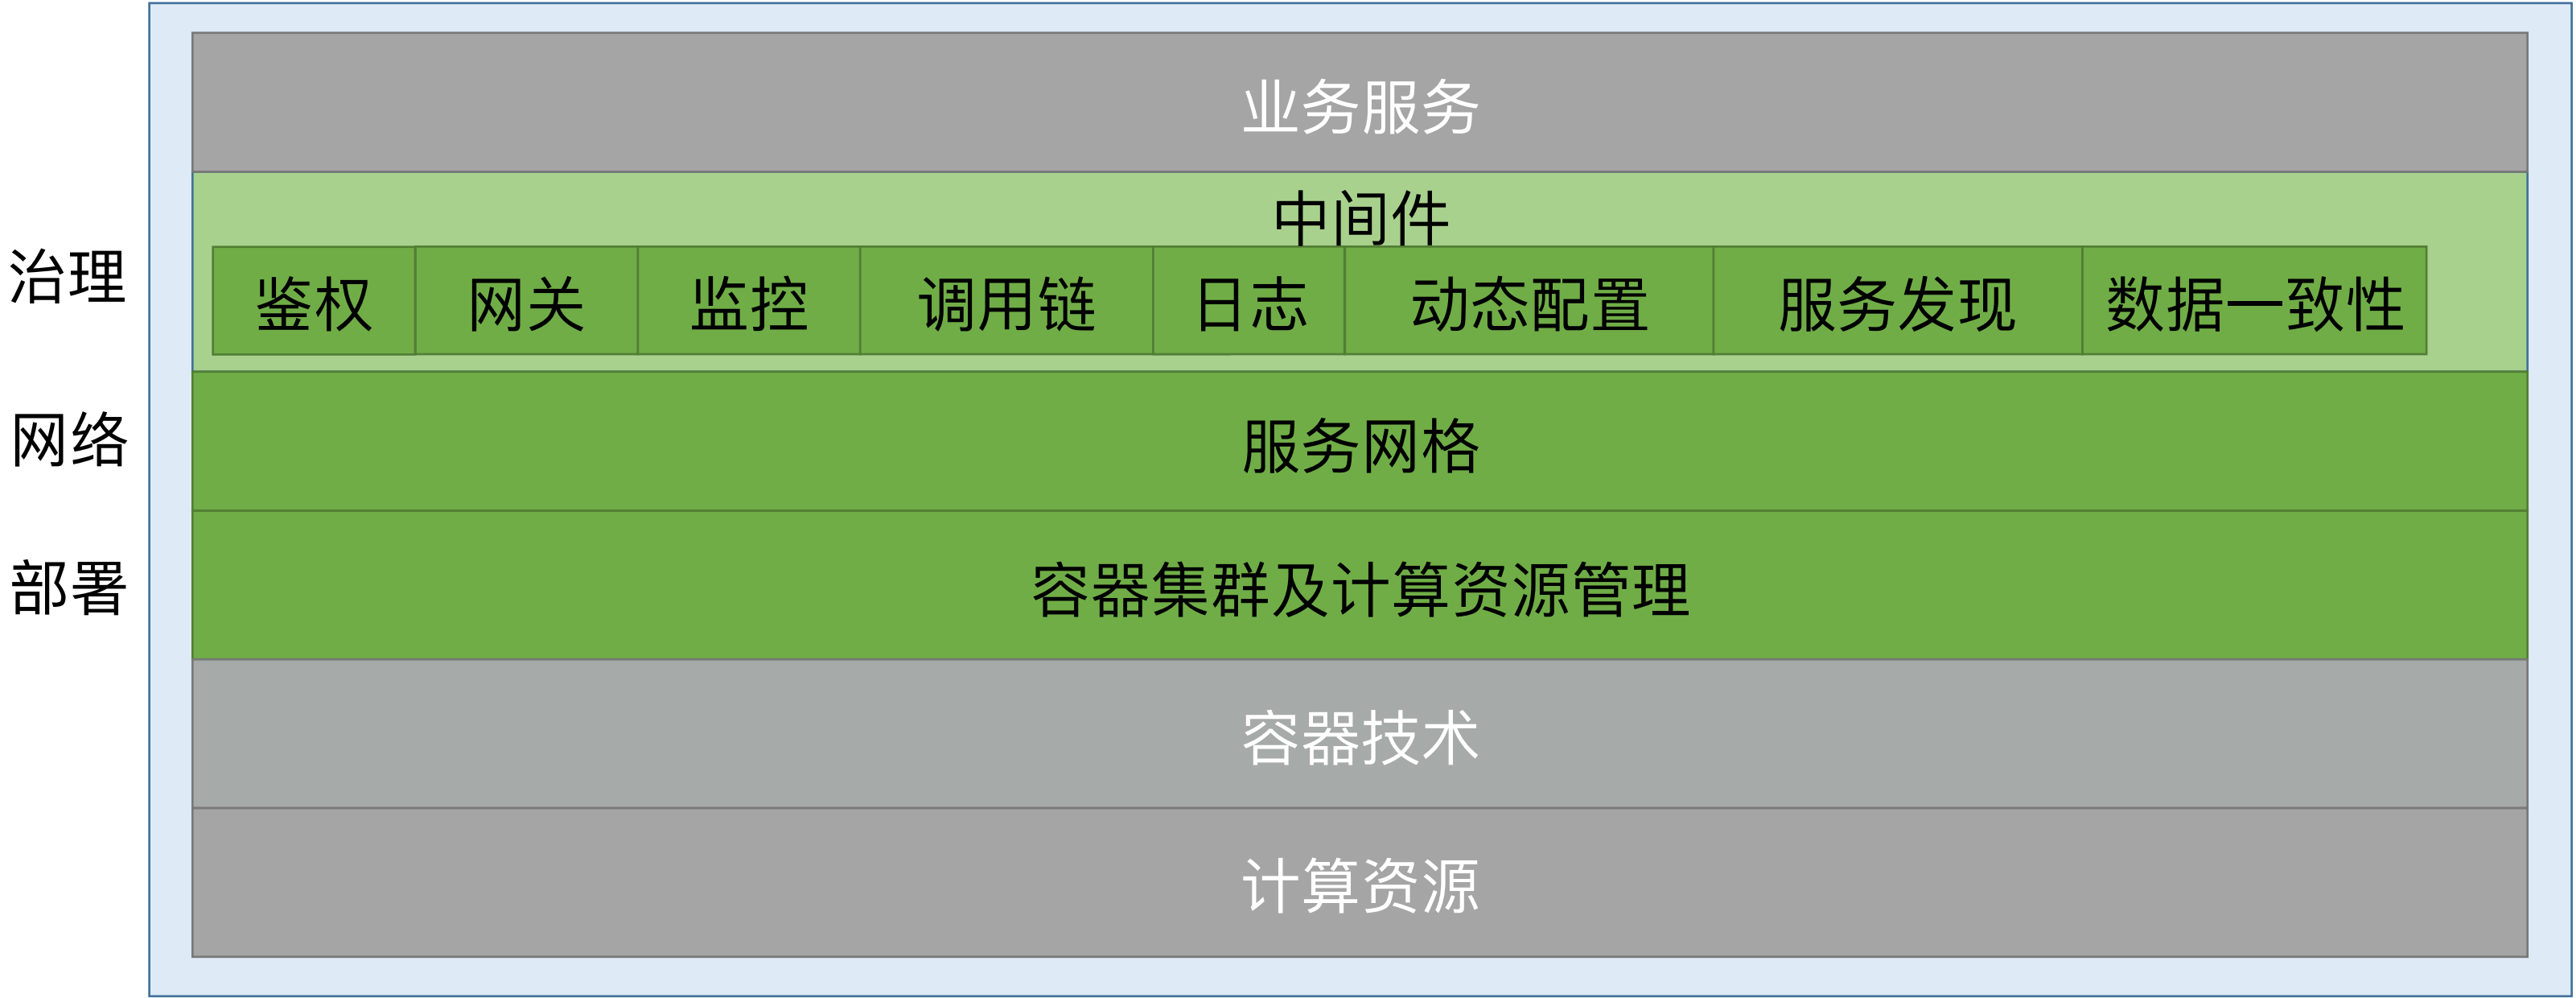 业务服务
中间件
治理
鉴权 网关 监控 调用链 日志 动态配置 服务发现 数据一致性
网络
服务网格
部署
容器集群及计算资源管理
容器技术
计算资源